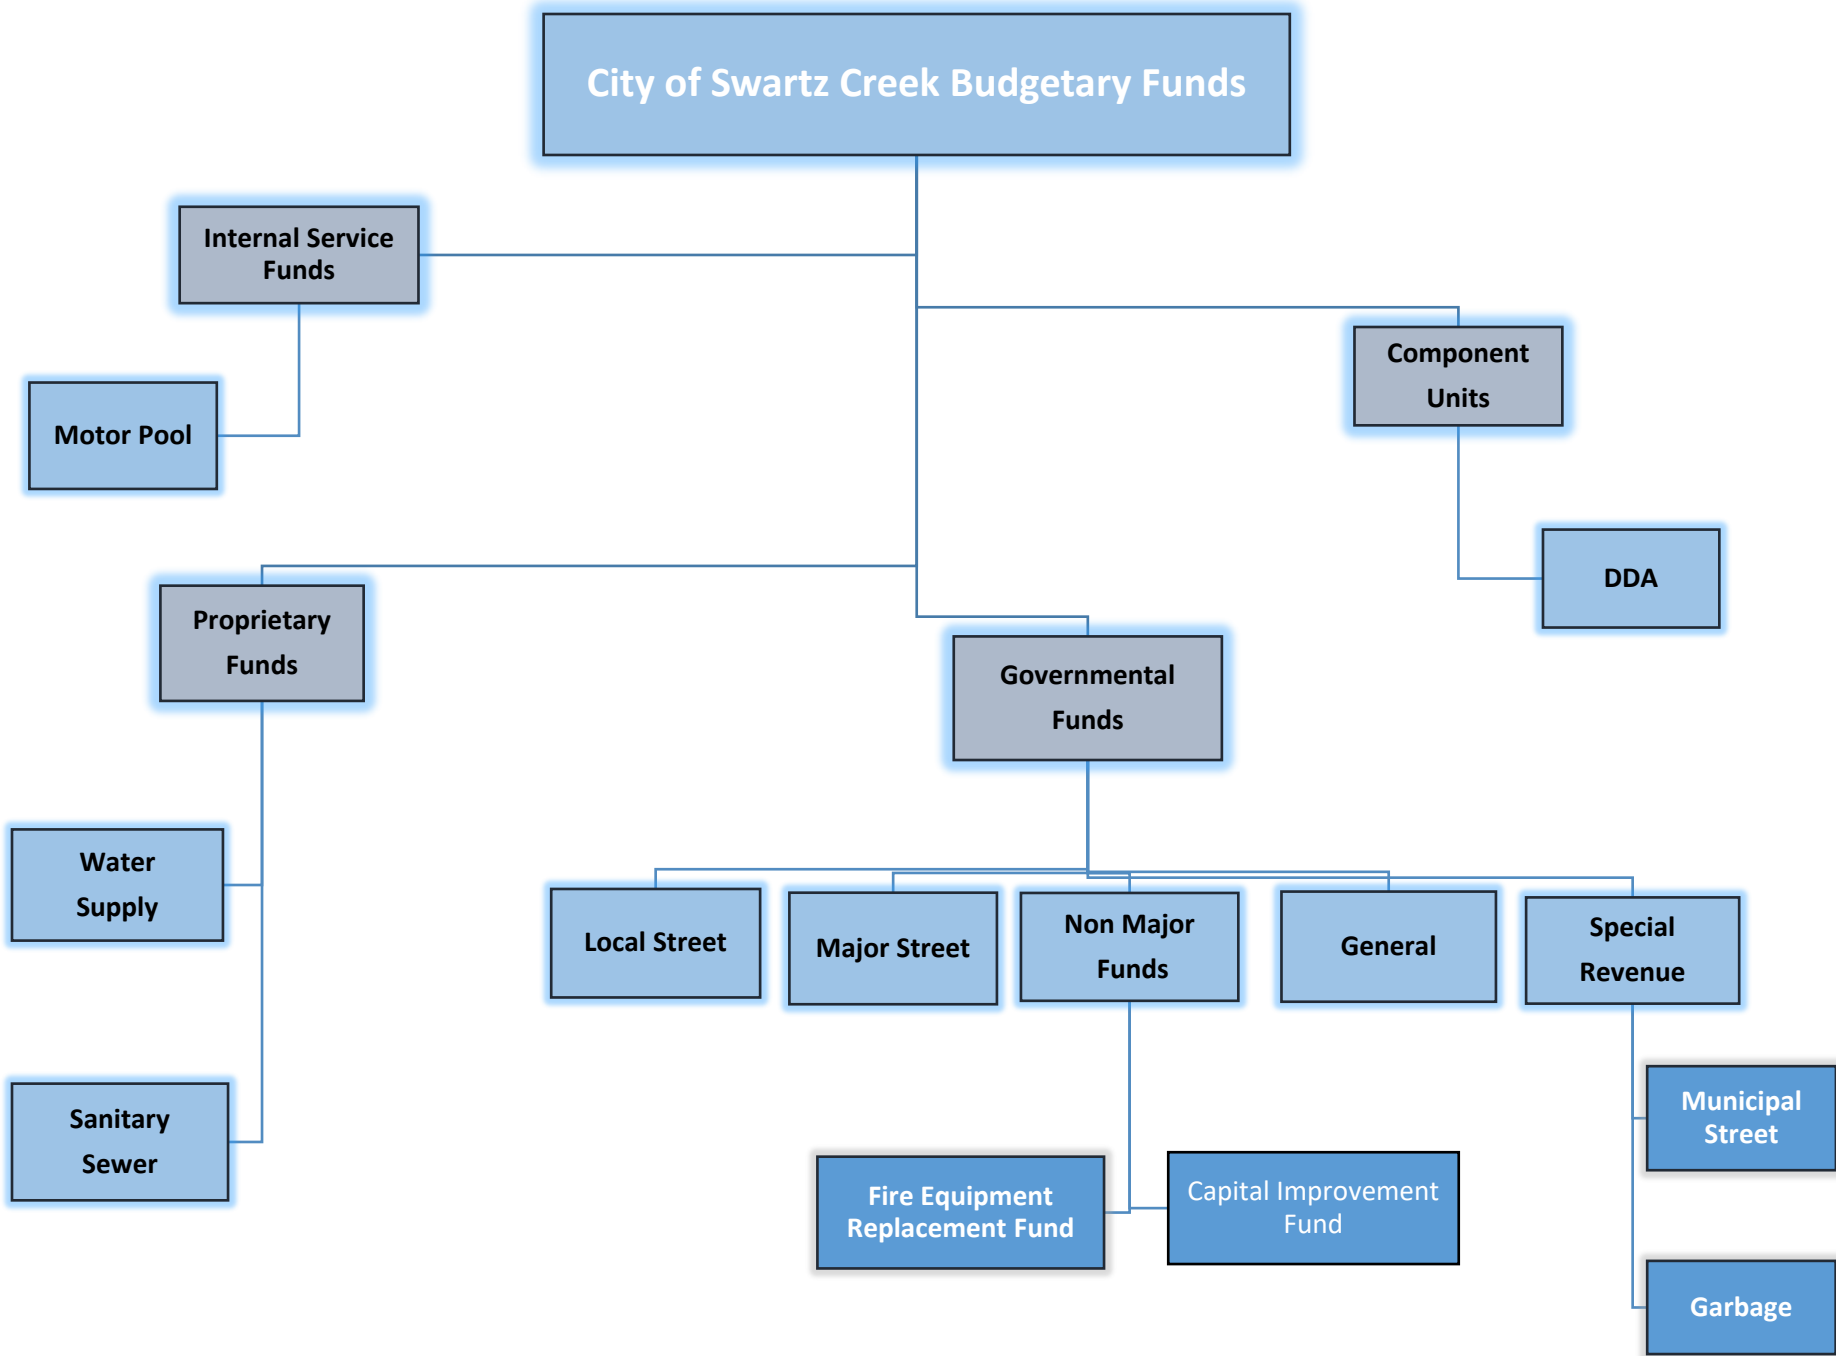 City of Swartz Creek Budgetary Funds
Internal Service
Funds
Component
Units
Motor Pool
DDA
Proprietary
Funds
Governmental
Funds
Water
Supply
Local Street
Major Street
Non Major
Funds
General
Special
Revenue
Sanitary
Sewer
Municipal
Street
Fire Equipment
Replacement Fund
Capital Improvement
Fund
Garbage